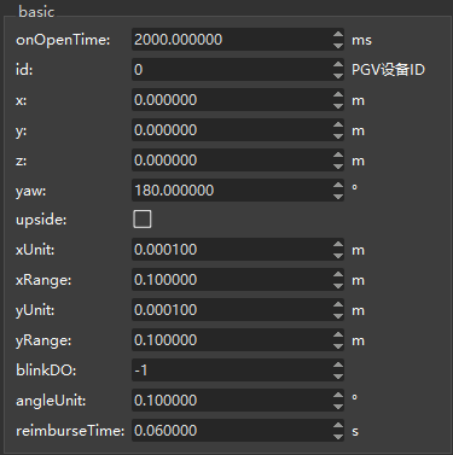 basic
onOpenTime: 2000.000000 ms
id: 0 PGV设备ID
x: 0.000000 m
y: 0.000000 m
z: 0.000000 m
yaw: 180.000000 °
upside:
xUnit: 0.000100 m
xRange: 0.100000 m
yUnit: 0.000100 m
yRange: 0.100000 m
blinkDO: -1
angleUnit: 0.100000 °
reimburseTime: 0.060000 s